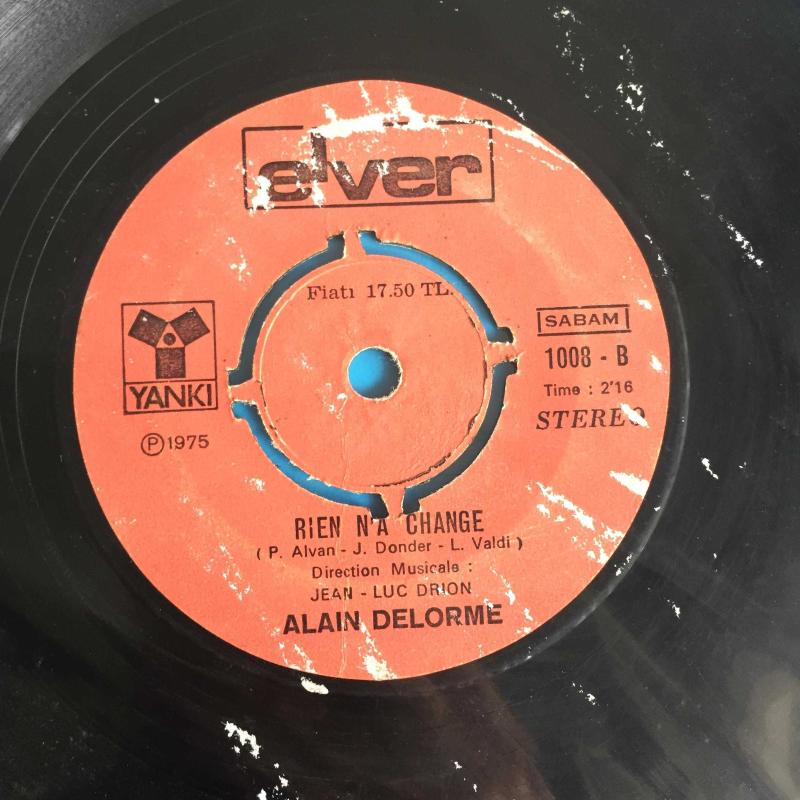 elver
Fiatı 17.50 TL.
YANKI
℗ 1975
SABAM
1008 - B
Time : 2'16
STEREO
RIEN N'A CHANGE
( P. Alvan - J. Donder - L. Valdi )
Direction Musicale :
JEAN - LUC DRION
ALAIN DELORME